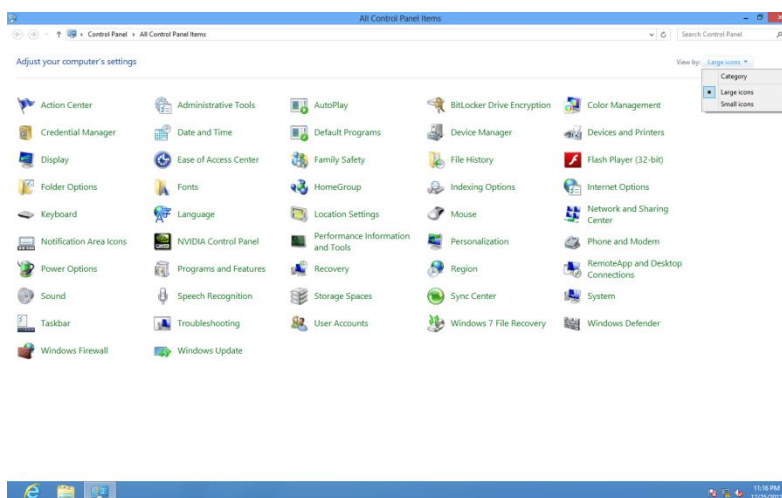 All Control Panel Items
Control Panel All Control Panel Items Search Control Panel
Adjust your computer's settings View by: Large icons
Category
Large icons
Small icons
Action Center Administrative Tools AutoPlay BitLocker Drive Encryption Color Management
Credential Manager Date and Time Default Programs Device Manager Devices and Printers
Display Ease of Access Center Family Safety File History Flash Player (32-bit)
Folder Options Fonts HomeGroup Indexing Options Internet Options
Keyboard Language Location Settings Mouse Network and Sharing
Center
Notification Area Icons NVIDIA Control Panel Performance Information
and Tools Personalization Phone and Modem
Power Options Programs and Features Recovery Region RemoteApp and Desktop
Connections
Sound Speech Recognition Storage Spaces Sync Center System
Taskbar Troubleshooting User Accounts Windows 7 File Recovery Windows Defender
Windows Firewall Windows Update
11:16 PM